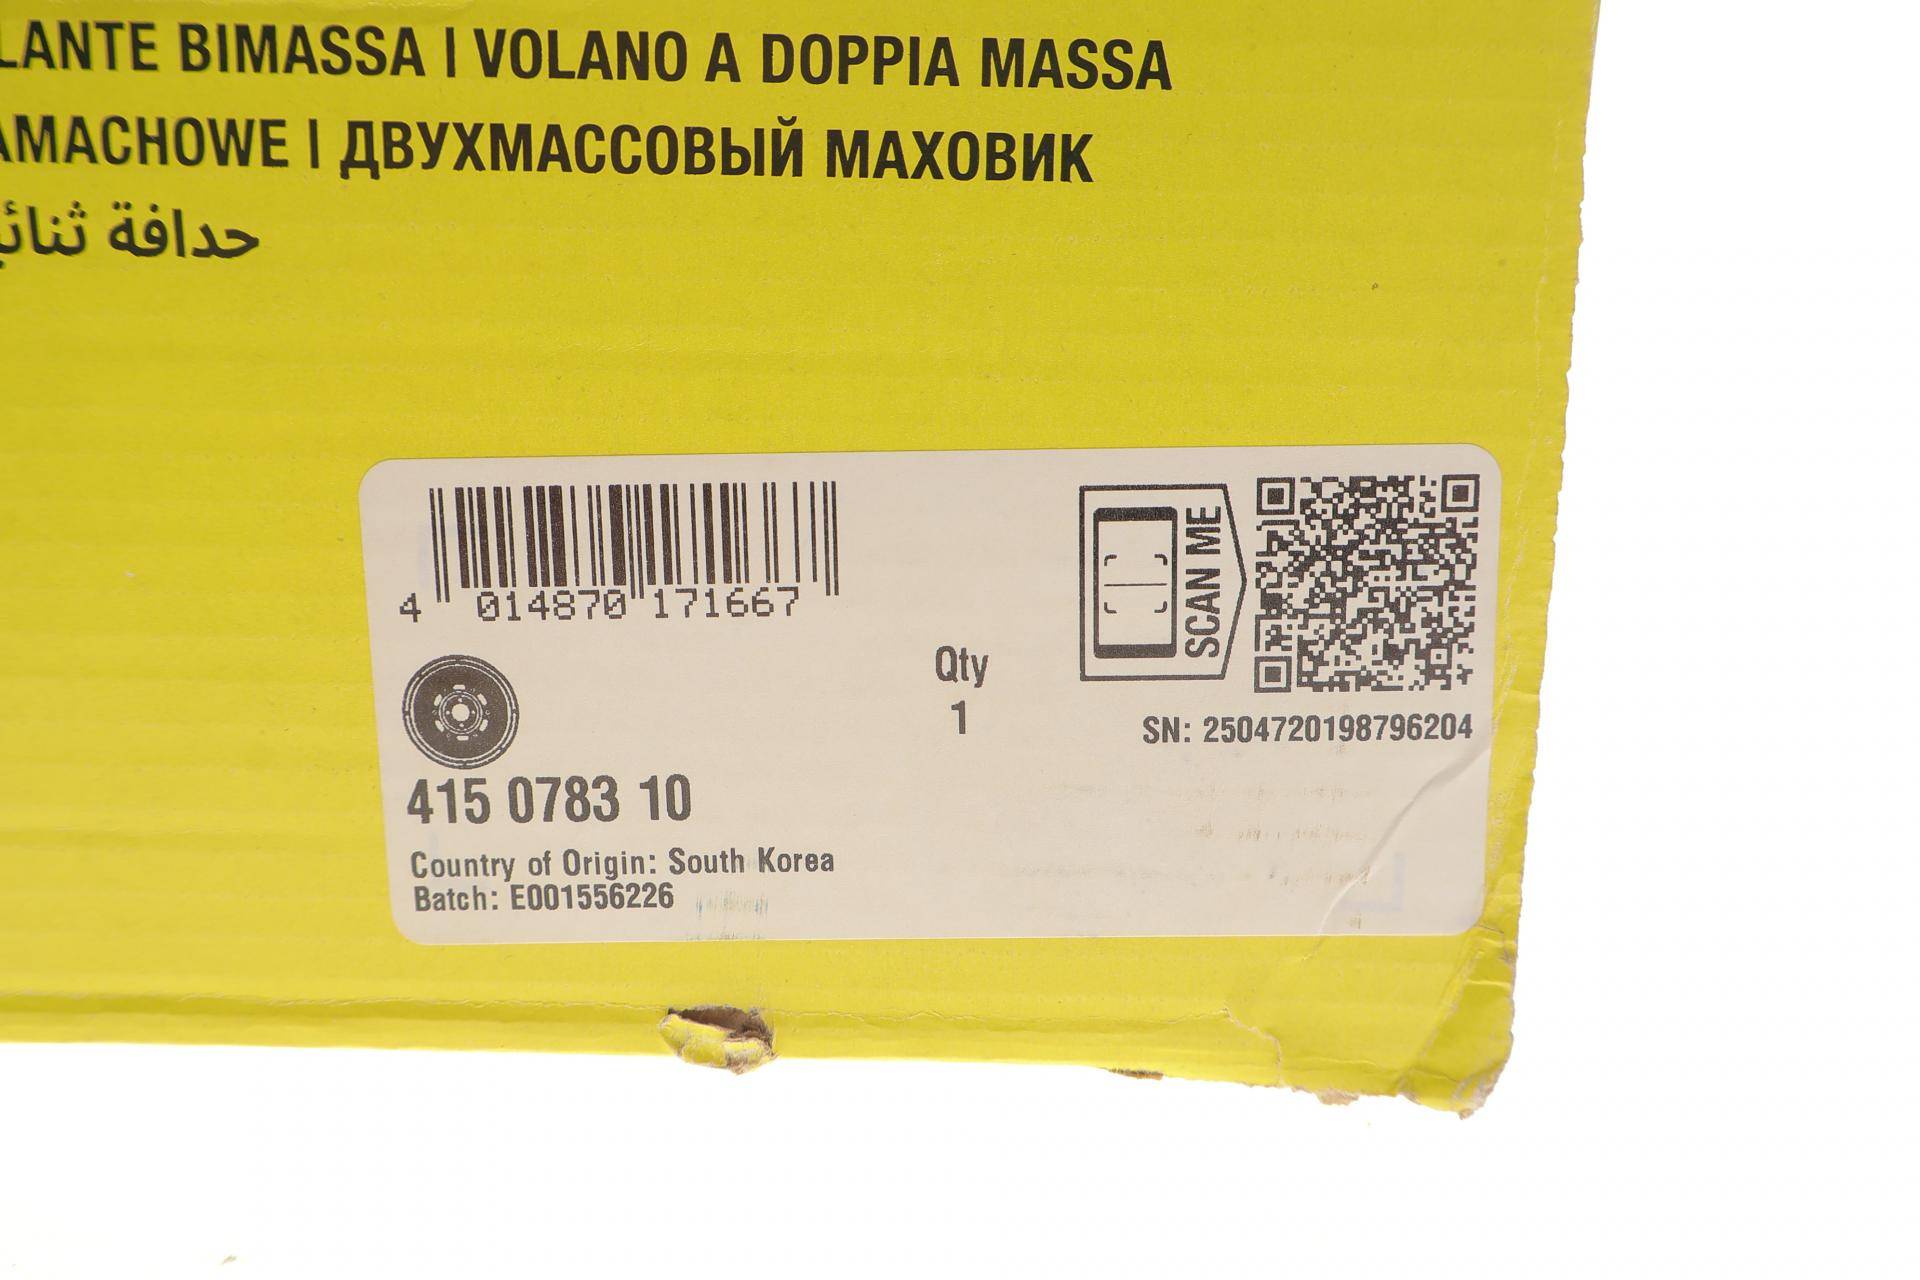 LANTE BIMASSA | VOLANO A DOPPIA MASSA
AMACHOWE | ДВУХМАССОВЫЙ МАХОВИК
حدافة ثنائي
4 014870 171667
SCAN ME
Qty
1
SN: 2504720198796204
415 0783 10
Country of Origin: South Korea
Batch: E001556226